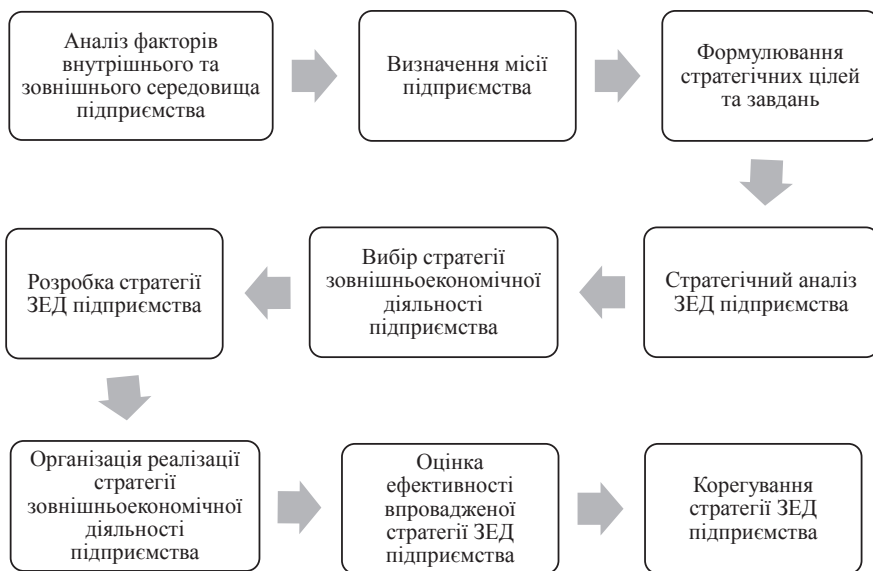 Аналіз факторів
внутрішнього та
зовнішнього середовища
підприємства
Визначення місії
підприємства
Формулювання
стратегічних цілей
та завдань
Стратегічний аналіз
ЗЕД підприємства
Вибір стратегії
зовнішньоекономічної
діяльності
підприємства
Розробка стратегії
ЗЕД підприємства
Організація реалізації
стратегії
зовнішньоекономічної
діяльності
підприємства
Оцінка
ефективності
впровадженої
стратегії ЗЕД
підприємства
Корегування
стратегії ЗЕД
підприємства